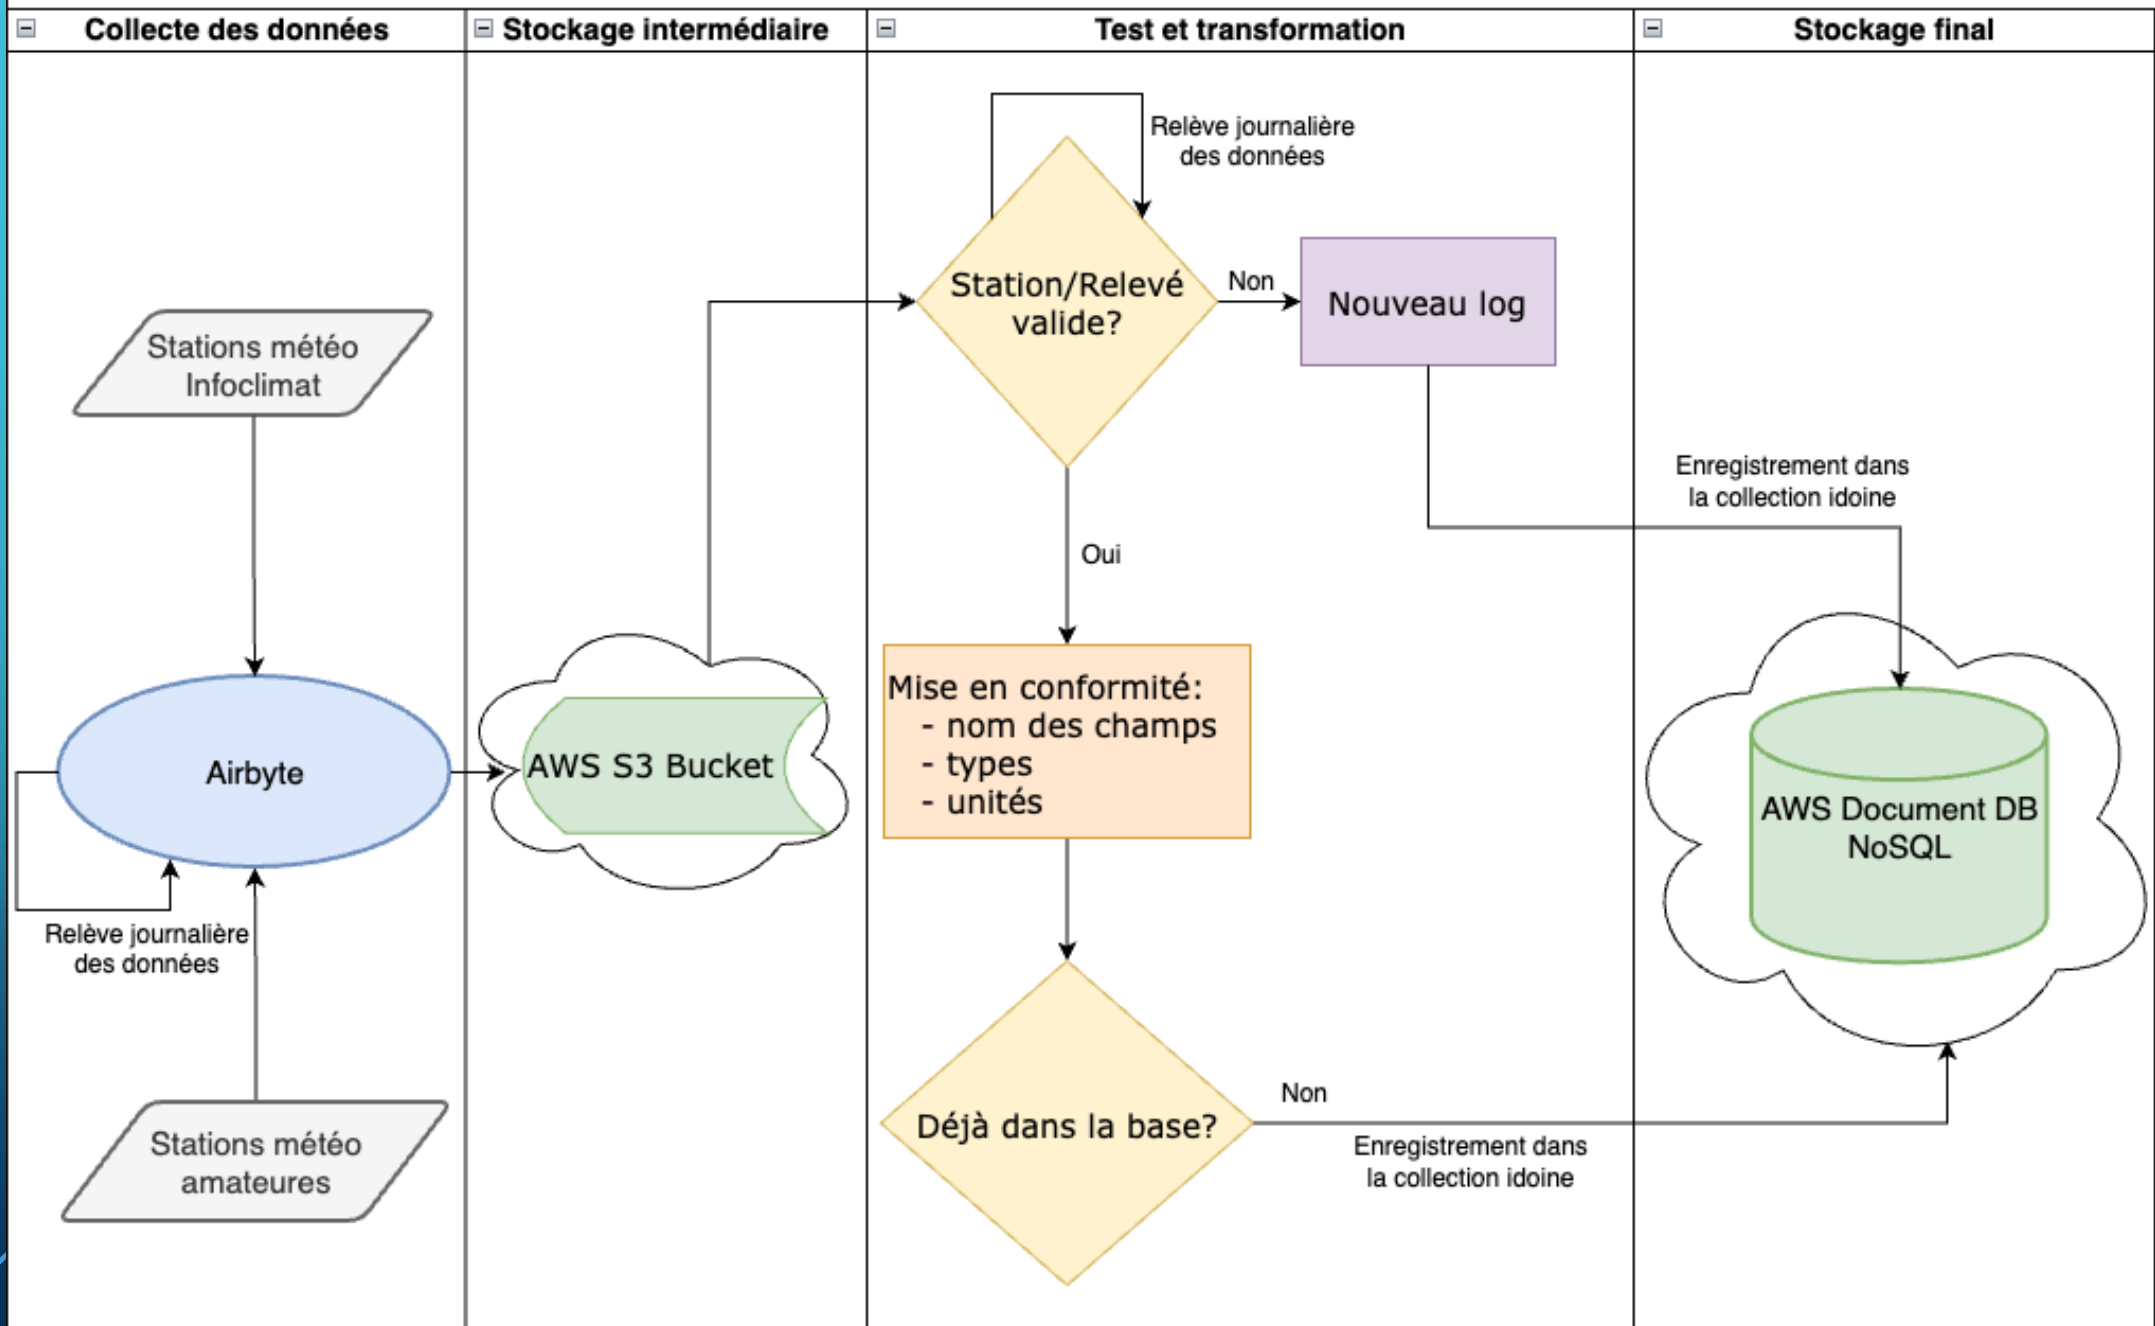 Collecte des données
Stockage intermédiaire
Test et transformation
Stockage final
Stations météo
Infoclimat
Airbyte
Relève journalière
des données
Stations météo
amateures
AWS S3 Bucket
Relève journalière
des données
Station/Relevé
valide?
Non
Nouveau log
Oui
Mise en conformité:
- nom des champs
- types
- unités
Déjà dans la base?
Non
Enregistrement dans
la collection idoine
Enregistrement dans
la collection idoine
AWS Document DB
NoSQL